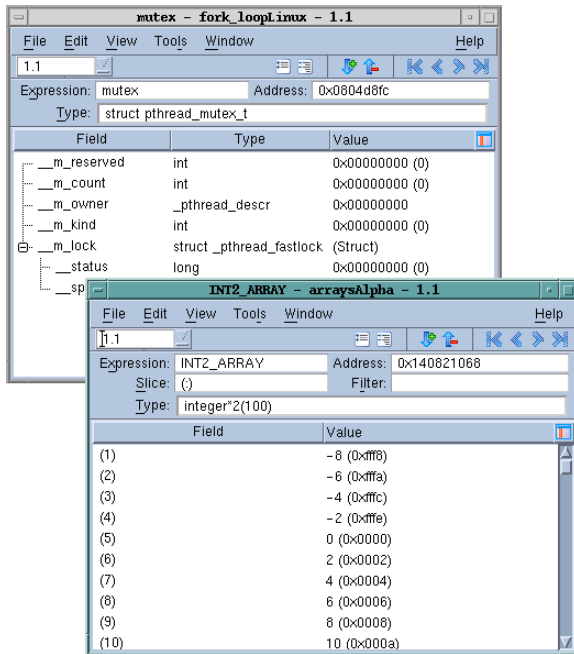 mutex - fork_loopLinux - 1.1
File Edit View Tools Window Help
1.1
Expression: mutex Address: 0x0804d8fc
Type: struct pthread_mutex_t
Field Type Value
__m_reserved int 0x00000000 (0)
__m_count int 0x00000000 (0)
__m_owner _pthread_descr 0x00000000
__m_kind int 0x00000000 (0)
__m_lock struct _pthread_fastlock (Struct)
__status long 0x00000000 (0)
__sp
INT2_ARRAY - arraysAlpha - 1.1
File Edit View Tools Window Help
1.1
Expression: INT2_ARRAY Address: 0x140821068
Slice: (:) Filter:
Type: integer*2(100)
Field Value
(1) -8 (0xfff8)
(2) -6 (0xfffa)
(3) -4 (0xfffc)
(4) -2 (0xfffe)
(5) 0 (0x0000)
(6) 2 (0x0002)
(7) 4 (0x0004)
(8) 6 (0x0006)
(9) 8 (0x0008)
(10) 10 (0x000a)